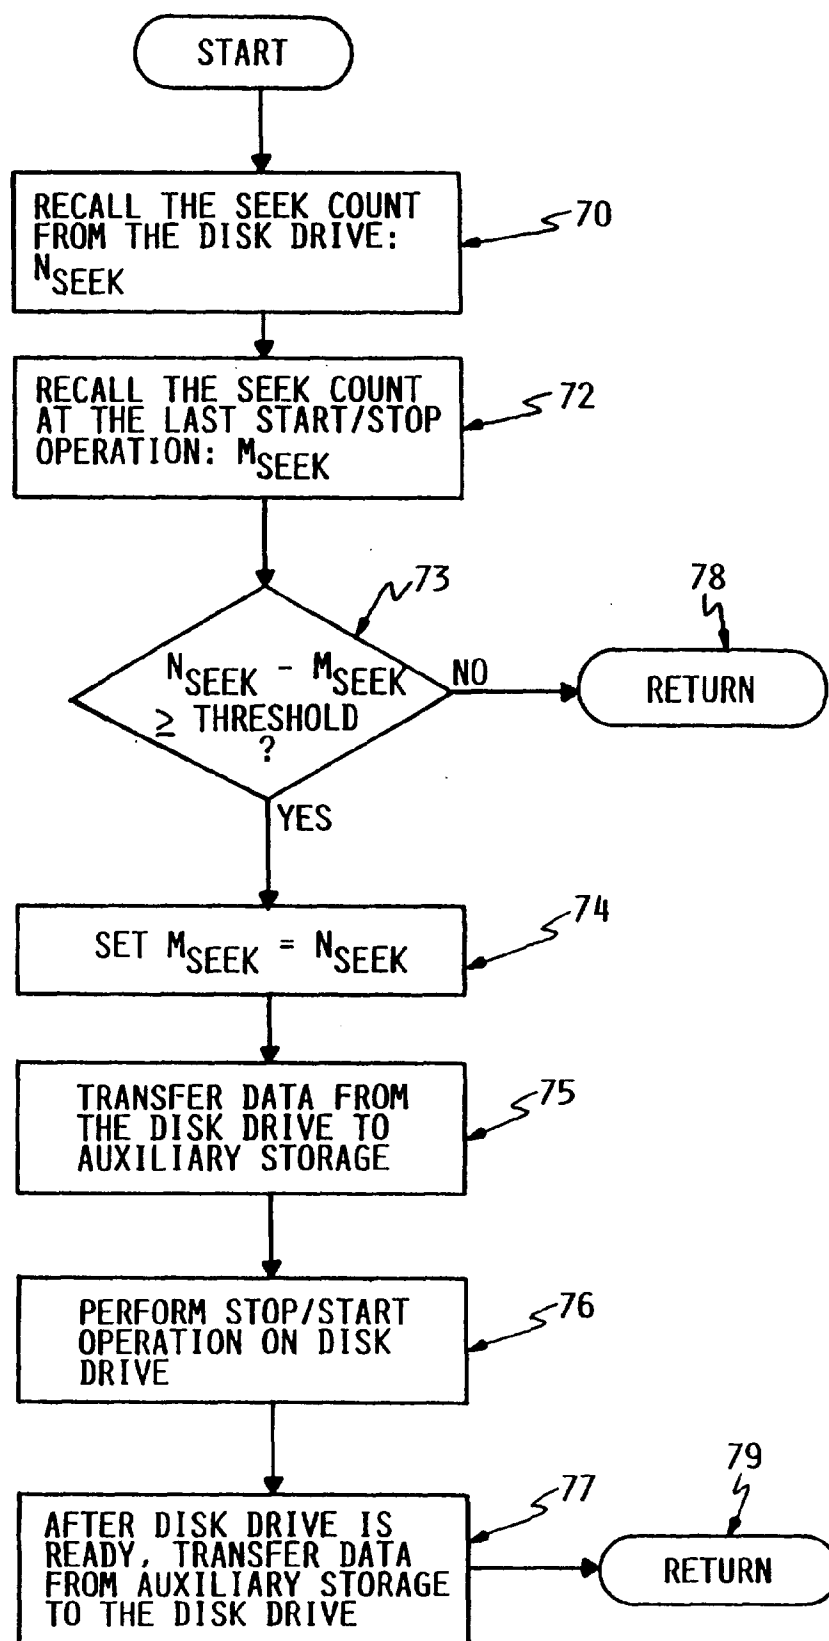 START
RECALL THE SEEK COUNT
FROM THE DISK DRIVE:
NSEEK
70
RECALL THE SEEK COUNT
AT THE LAST START/STOP
OPERATION: MSEEK
72
73
NSEEK - MSEEK
≥ THRESHOLD
?
NO
78
RETURN
YES
SET MSEEK = NSEEK
74
TRANSFER DATA FROM
THE DISK DRIVE TO
AUXILIARY STORAGE
75
PERFORM STOP/START
OPERATION ON DISK
DRIVE
76
AFTER DISK DRIVE IS
READY, TRANSFER DATA
FROM AUXILIARY STORAGE
TO THE DISK DRIVE
77
79
RETURN